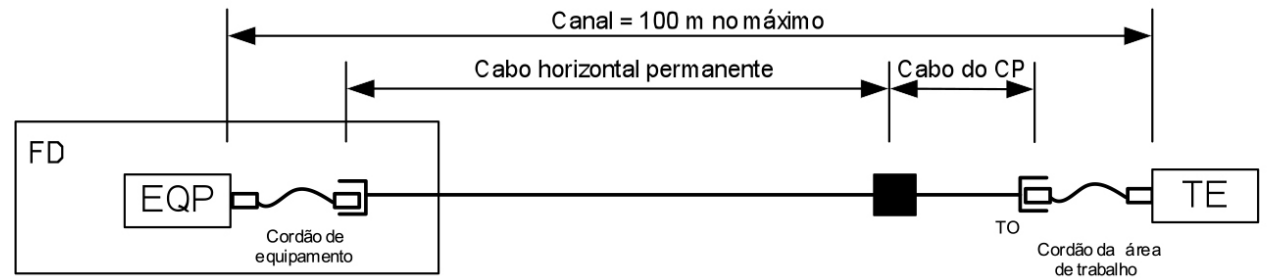 Canal = 100 m no máximo
Cabo horizontal permanente
Cabo do CP
FD
EQP
TE
Cordão de
equipamento
TO
Cordão da área
de trabalho